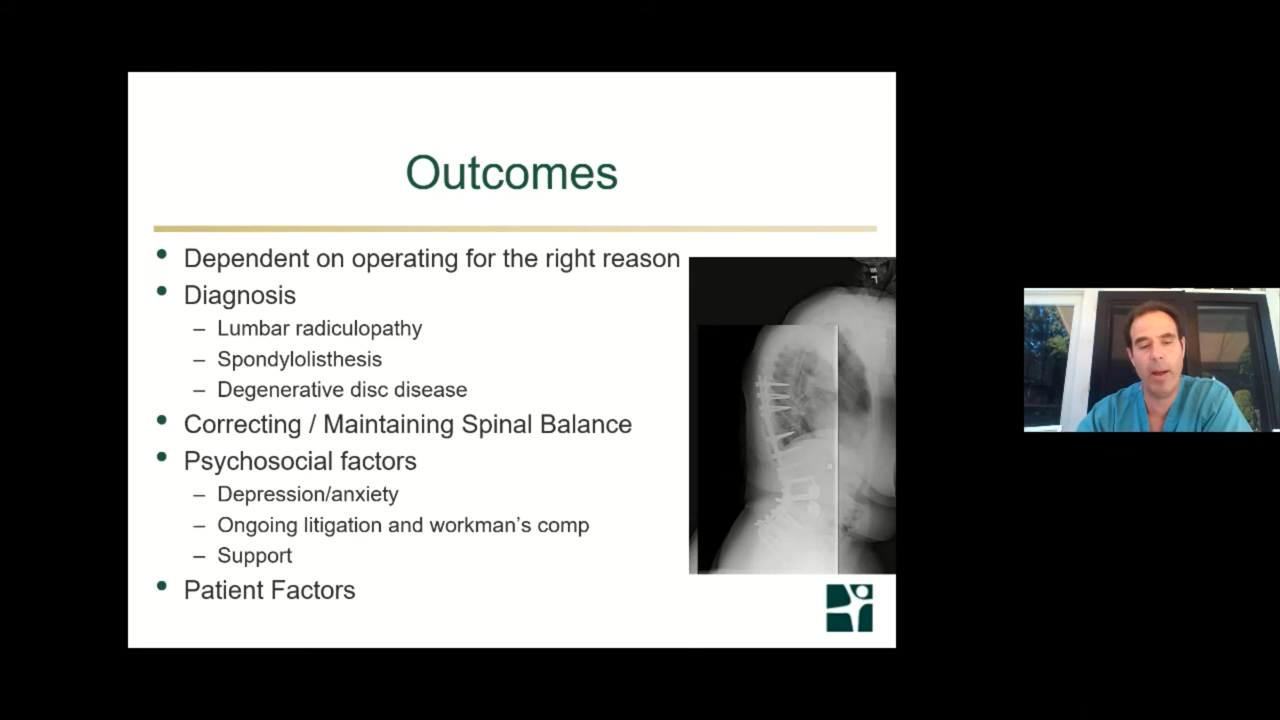 Outcomes
• Dependent on operating for the right reason
• Diagnosis
– Lumbar radiculopathy
– Spondylolisthesis
– Degenerative disc disease
• Correcting / Maintaining Spinal Balance
• Psychosocial factors
– Depression/anxiety
– Ongoing litigation and workman's comp
– Support
• Patient Factors